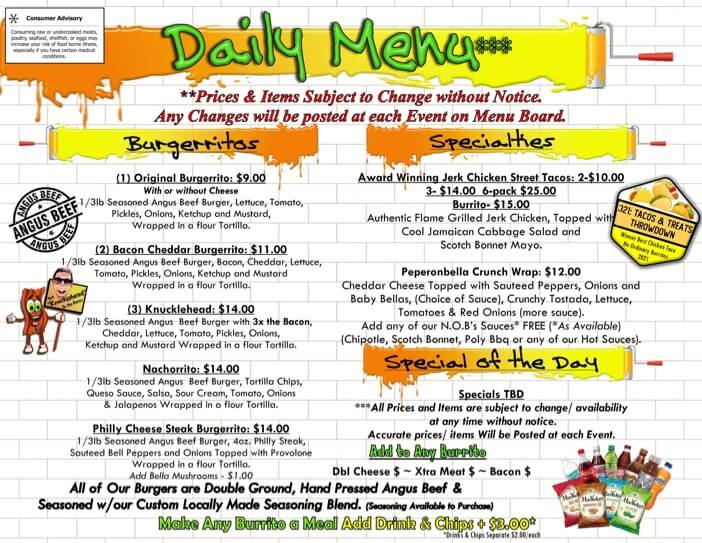 * Consumer Advisory
Consuming raw or undercooked meats,
poultry, seafood, shellfish, or eggs may
increase your risk of food borne illness,
especially if you have certain medical
conditions.
Daily Menu***
**Prices & Items Subject to Change without Notice.
Any Changes will be posted at each Event on Menu Board.
Burgerritos
(1) Original Burgerrito: $9.00
With or without Cheese
1/3lb Seasoned Angus Beef Burger, Lettuce, Tomato,
Pickles, Onions, Ketchup and Mustard,
Wrapped in a flour Tortilla.
ANGUS BEEF
ANGUS BEEF
ANGUS BEEF
(2) Bacon Cheddar Burgerrito: $11.00
1/3lb Seasoned Angus Beef Burger, Bacon, Cheddar, Lettuce,
Tomato, Pickles, Onions, Ketchup and Mustard
Wrapped in a flour Tortilla.
(3) Knucklehead: $14.00
1/3lb Seasoned Angus Beef Burger with 3x the Bacon,
Cheddar, Lettuce, Tomato, Pickles, Onions,
Ketchup and Mustard Wrapped in a flour Tortilla.
Nachorrito: $14.00
1/3lb Seasoned Angus Beef Burger, Tortilla Chips,
Queso Sauce, Salsa, Sour Cream, Tomato, Onions
& Jalapenos Wrapped in a flour Tortilla.
Philly Cheese Steak Burgerrito: $14.00
1/3lb Seasoned Angus Beef Burger, 4oz. Philly Steak,
Sauteed Bell Peppers and Onions Topped with Provolone
Wrapped in a flour Tortilla.
Add Bella Mushrooms - $1.00
Specialties
Award Winning Jerk Chicken Street Tacos: 2-$10.00
3- $14.00 6-pack $25.00
Burrito- $15.00
Authentic Flame Grilled Jerk Chicken, Topped with
Cool Jamaican Cabbage Salad and
Scotch Bonnet Mayo.
321: TACOS & TREATS
THROWDOWN
Winner Best Chicken Taco
No Ordinary Burritos
2021
Peperonbella Crunch Wrap: $12.00
Cheddar Cheese Topped with Sauteed Peppers, Onions and
Baby Bellas, (Choice of Sauce), Crunchy Tostada, Lettuce,
Tomatoes & Red Onions (more sauce).
Add any of our N.O.B's Sauces* FREE (*As Available)
(Chipotle, Scotch Bonnet, Poly Bbq or any of our Hot Sauces).
Special of the Day
Specials TBD
***All Prices and Items are subject to change/ availability
at any time without notice.
Accurate prices/ items Will be Posted at each Event.
Add to Any Burrito
Dbl Cheese $ ~ Xtra Meat $ ~ Bacon $
All of Our Burgers are Double Ground, Hand Pressed Angus Beef &
Seasoned w/our Custom Locally Made Seasoning Blend. (Seasoning Available to Purchase)
Make Any Burrito a Meal Add Drink & Chips + $3.00*
*Drinks & Chips Separate $2.00/each